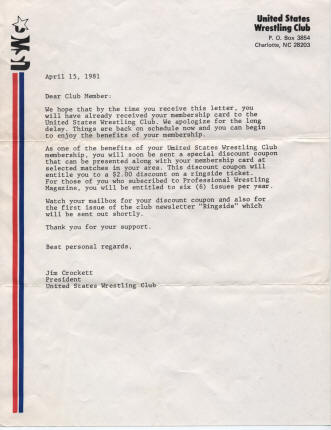 United States
Wrestling Club
P. O. Box 3854
Charlotte, NC 28203
April 15, 1981
Dear Club Member:
We hope that by the time you receive this letter, you
will have already received your membership card to the
United States Wrestling Club. We apologize for the long
delay. Things are back on schedule now and you can begin
to enjoy the benefits of your membership.
As one of the benefits of your United States Wrestling Club
membership, you will soon be sent a special discount coupon
that can be presented along with your membership card at
selected matches in your area. This discount coupon will
entitle you to a $2.00 discount on a ringside ticket.
For those of you who subscribed to Professional Wrestling
Magazine, you will be entitled to six (6) issues per year.
Watch your mailbox for your discount coupon and also for
the first issue of the club newsletter "Ringside" which
will be sent out shortly.
Thank you for your support.
Best personal regards,
Jim Crockett
President
United States Wrestling Club